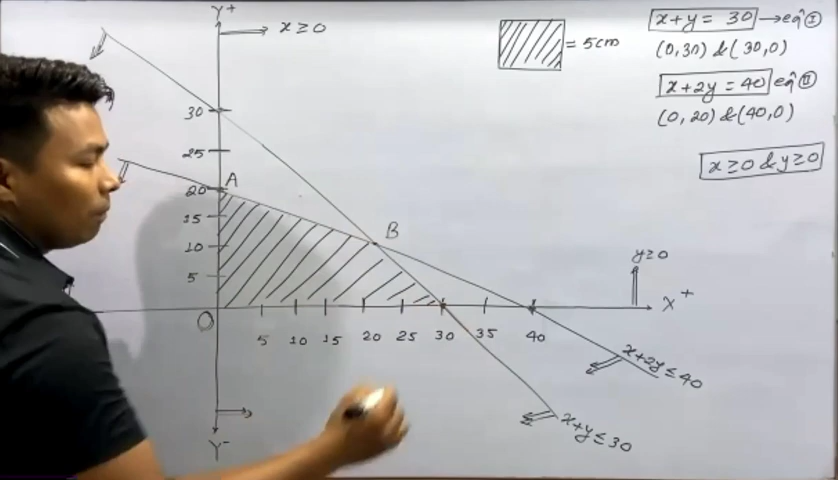 Y+
x ≥ 0
= 5cm
x+y = 30 → eqn I
(0,30) & (30,0)
x+2y = 40 eqn II
(0,20) & (40,0)
x ≥ 0 & y ≥ 0
30
25
20 A
15
10 B
5
y ≥ 0
O X+
5 10 15 20 25 30 35 40
x+2y ≤ 40
x+y ≤ 30
Y-